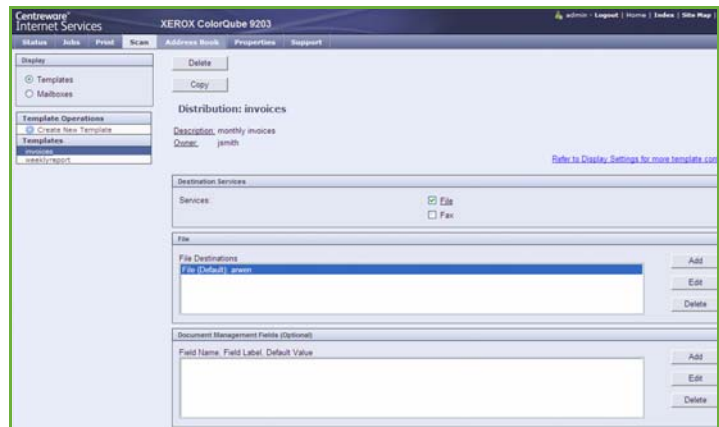 Centreware®
Internet Services
XEROX ColorQube 9203
admin - Logout | Home | Index | Site Map |
Status Jobs Print Scan Address Book Properties Support
Display
Templates
Mailboxes
Template Operations
Create New Template
Templates
invoices
weeklyreport
Delete
Copy
Distribution: invoices
Description: monthly invoices
Owner: jsmith
Refer to Display Settings for more template con
Destination Services
Services:
File
Fax
File
File Destinations
File (Default): arwen
Add
Edit
Delete
Document Management Fields (Optional)
Field Name: Field Label, Default Value
Add
Edit
Delete